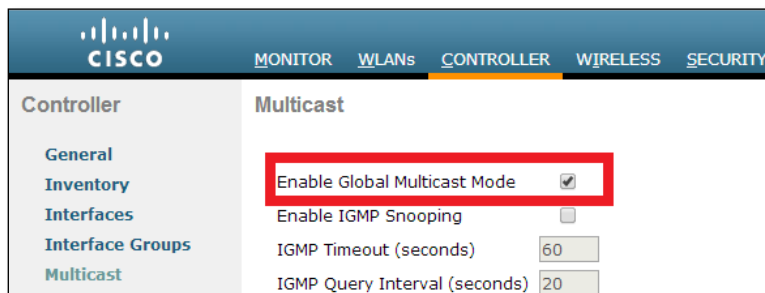 CISCO
MONITOR WLANs CONTROLLER WIRELESS SECURITY
Controller
Multicast
General
Inventory
Interfaces
Interface Groups
Multicast
Enable Global Multicast Mode
Enable IGMP Snooping
IGMP Timeout (seconds) 60
IGMP Query Interval (seconds) 20